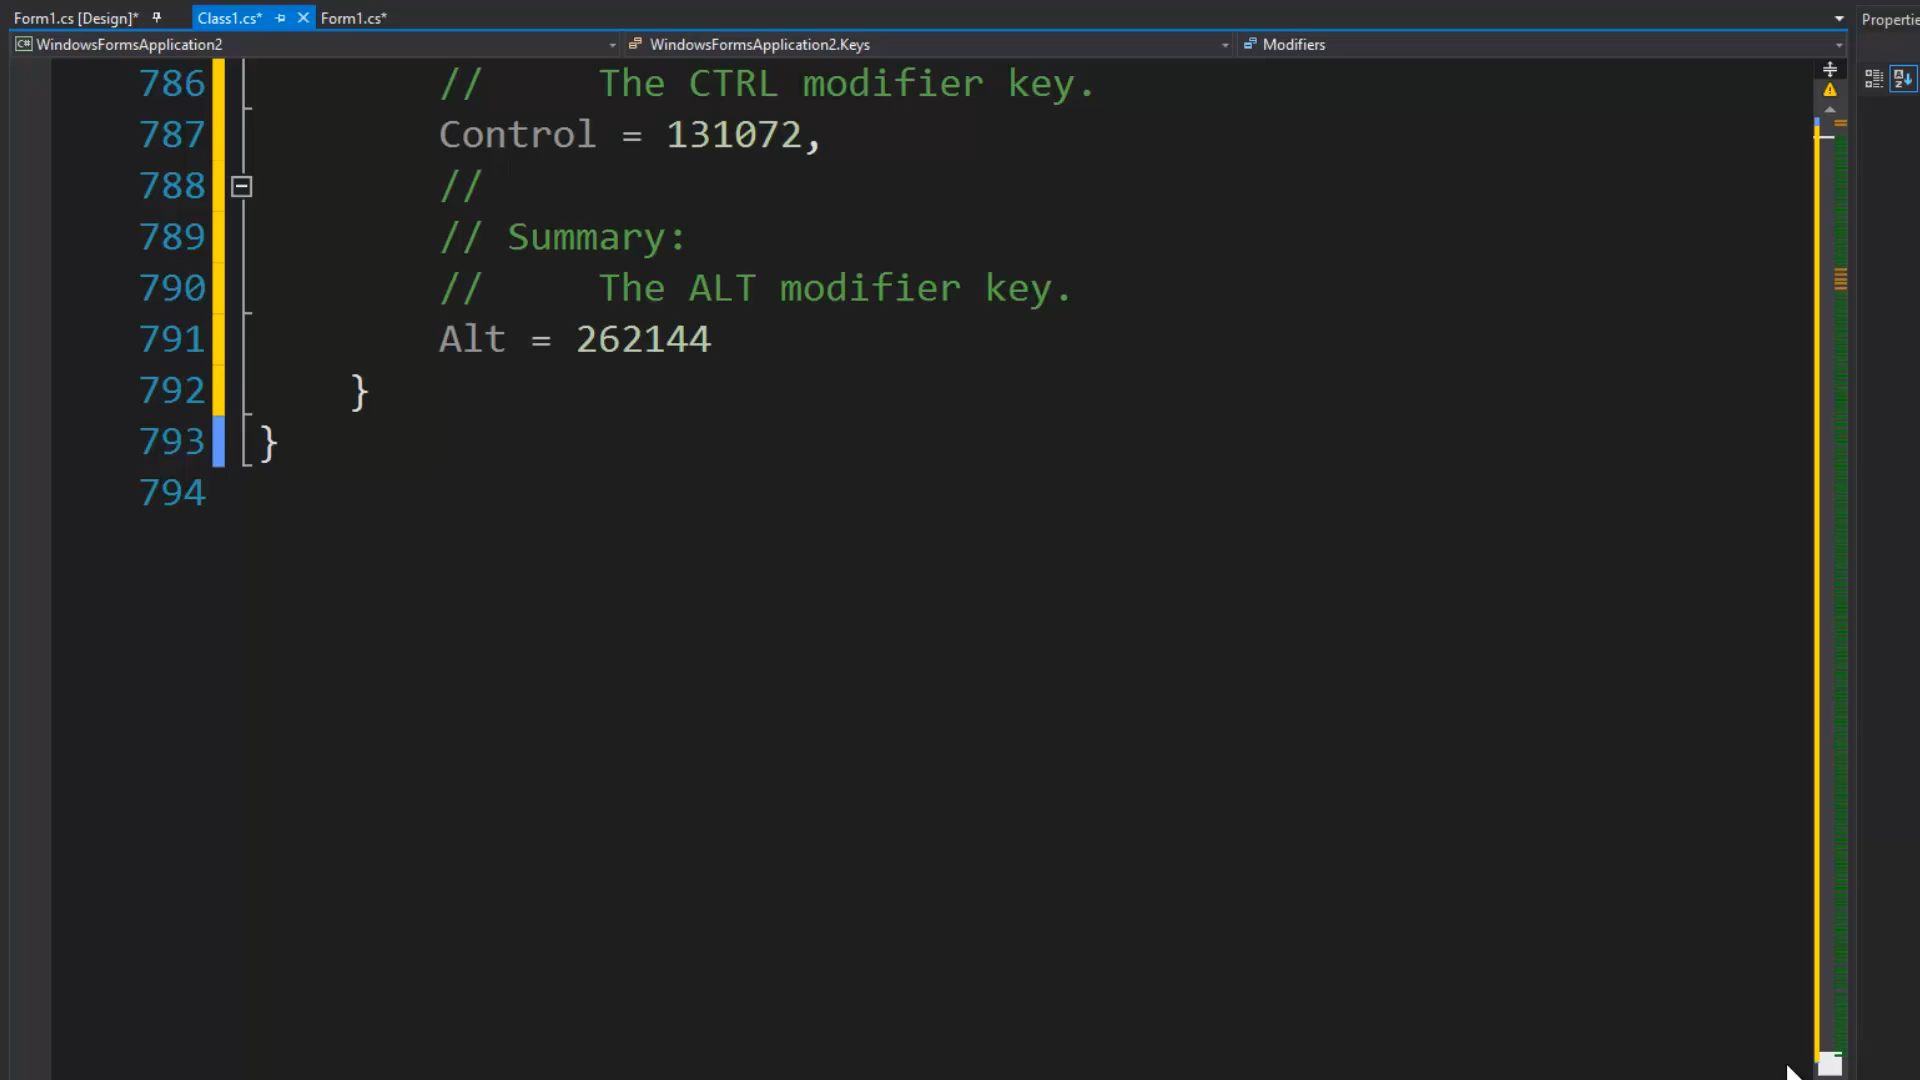 Form1.cs [Design]* Class1.cs* Form1.cs*
Properti
WindowsFormsApplication2 WindowsFormsApplication2.Keys Modifiers
786 // The CTRL modifier key.
787 Control = 131072,
788 //
789 // Summary:
790 // The ALT modifier key.
791 Alt = 262144
792 }
793 }
794